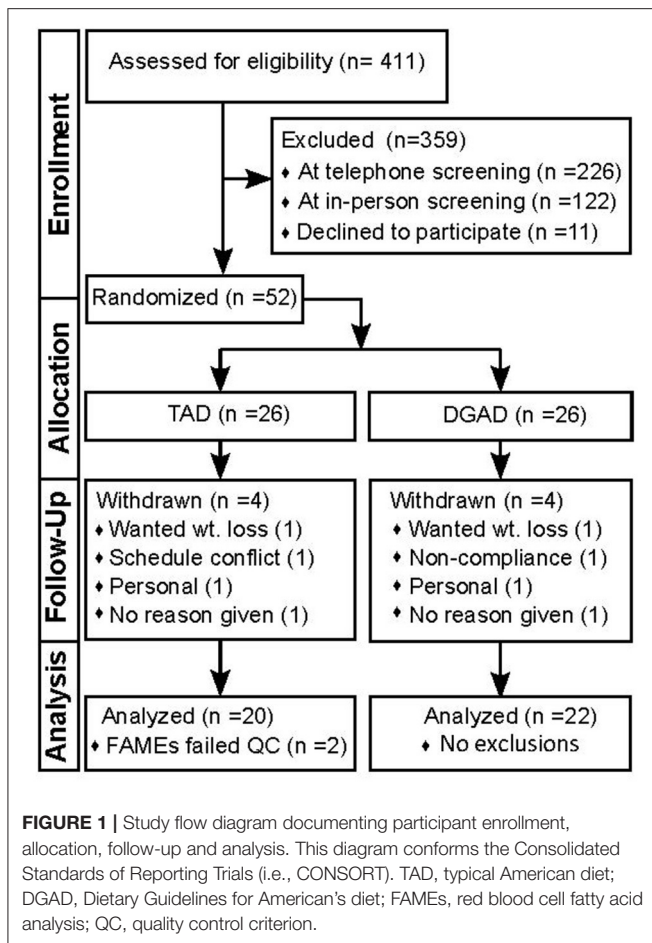 Enrollment
Assessed for eligibility (n= 411)
Excluded (n=359)
♦ At telephone screening (n =226)
♦ At in-person screening (n =122)
♦ Declined to participate (n =11)
Randomized (n =52)
Allocation
TAD (n =26)
DGAD (n =26)
Follow-Up
Withdrawn (n =4)
♦ Wanted wt. loss (1)
♦ Schedule conflict (1)
♦ Personal (1)
♦ No reason given (1)
Withdrawn (n =4)
♦ Wanted wt. loss (1)
♦ Non-compliance (1)
♦ Personal (1)
♦ No reason given (1)
Analysis
Analyzed (n =20)
♦ FAMEs failed QC (n =2)
Analyzed (n =22)
♦ No exclusions
FIGURE 1 | Study flow diagram documenting participant enrollment,
allocation, follow-up and analysis. This diagram conforms the Consolidated
Standards of Reporting Trials (i.e., CONSORT). TAD, typical American diet;
DGAD, Dietary Guidelines for American's diet; FAMEs, red blood cell fatty acid
analysis; QC, quality control criterion.